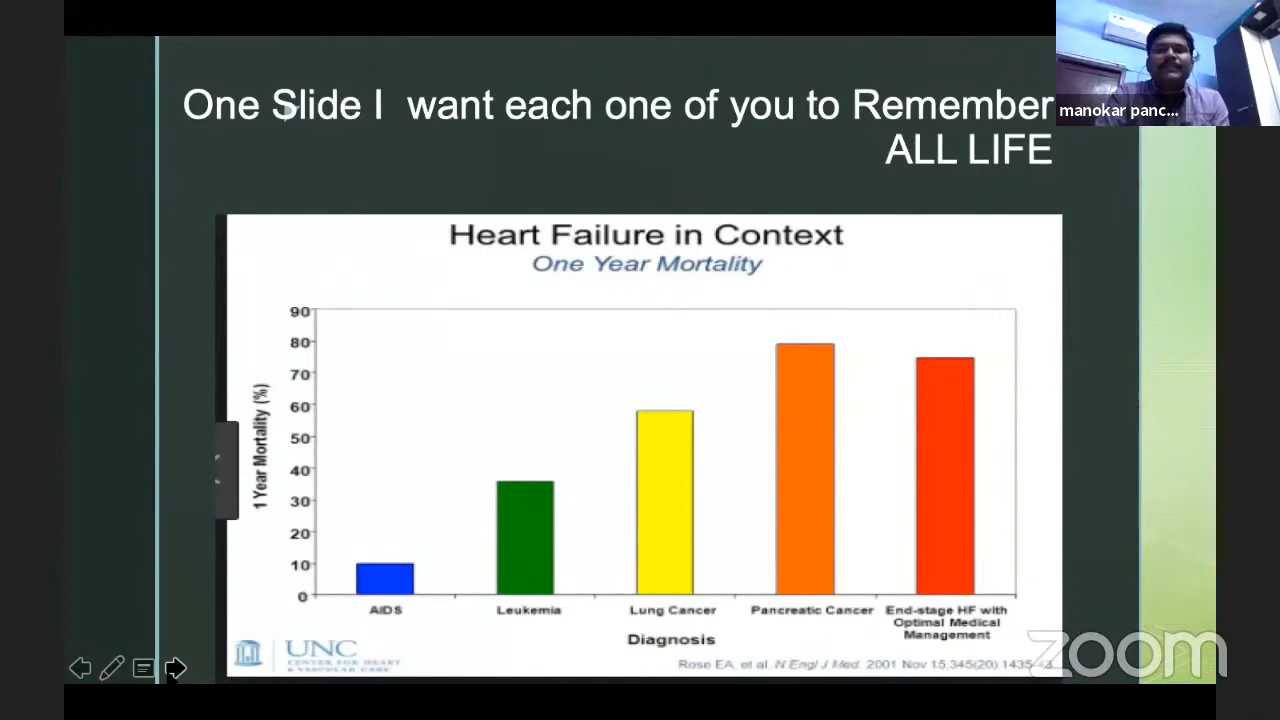 One Slide I want each one of you to Remember
ALL LIFE
manokar panc...
Heart Failure in Context
One Year Mortality
90
80
70
60
50
40
30
20
10
0
1 Year Mortality (%)
AIDS
Leukemia
Lung Cancer
Pancreatic Cancer
End-stage HF with
Optimal Medical
Management
Diagnosis
UNC
CENTER FOR HEART
& VASCULAR CARE
Rose EA, et al. N Engl J Med. 2001 Nov 15;345(20) 1435
zoom